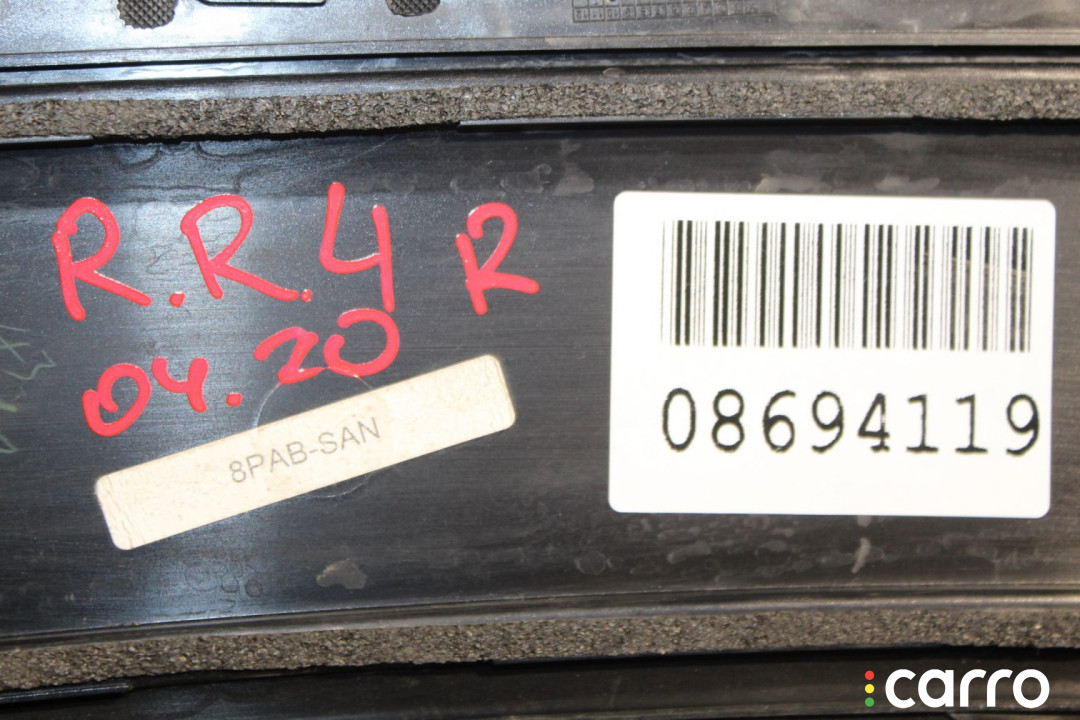 R.R.4 R
04.20
8PAB-SAN
08694119
carro